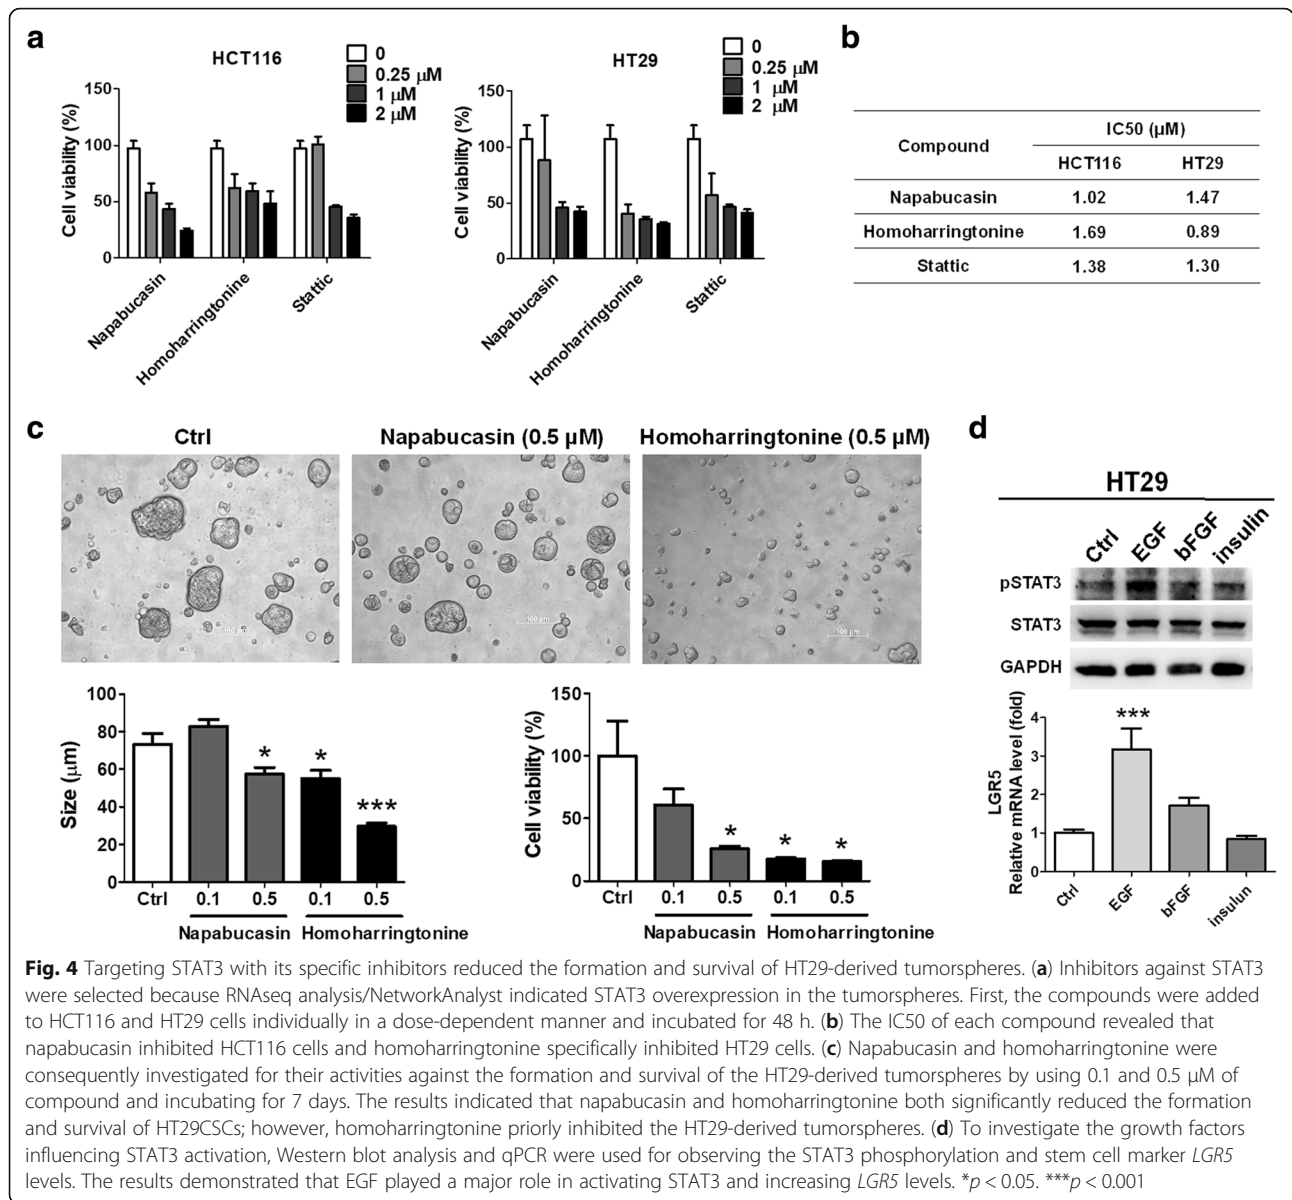 a
HCT116
0
0.25 μM
1 μM
2 μM
Cell viability (%)
150
100
50
0
Napabucasin
Homoharringtonine
Stattic
HT29
0
0.25 μM
1 μM
2 μM
Cell viability (%)
150
100
50
0
Napabucasin
Homoharringtonine
Stattic
b
Compound
IC50 (μM)
HCT116 HT29
Napabucasin 1.02 1.47
Homoharringtonine 1.69 0.89
Stattic 1.38 1.30
c
Ctrl
Napabucasin (0.5 μM)
Homoharringtonine (0.5 μM)
100 μm
100 μm
100 μm
Size (μm)
100
80
60
40
20
0
* * ***
Ctrl 0.1 0.5 0.1 0.5
Napabucasin Homoharringtonine
Cell viability (%)
150
100
50
0
* * *
Ctrl 0.1 0.5 0.1 0.5
Napabucasin Homoharringtonine
d
HT29
Ctrl EGF bFGF insulin
pSTAT3
STAT3
GAPDH
LGR5
Relative mRNA level (fold)
4
3
2
1
0
***
Ctrl EGF bFGF insulun
Fig. 4 Targeting STAT3 with its specific inhibitors reduced the formation and survival of HT29-derived tumorspheres. (a) Inhibitors against STAT3
were selected because RNAseq analysis/NetworkAnalyst indicated STAT3 overexpression in the tumorspheres. First, the compounds were added
to HCT116 and HT29 cells individually in a dose-dependent manner and incubated for 48 h. (b) The IC50 of each compound revealed that
napabucasin inhibited HCT116 cells and homoharringtonine specifically inhibited HT29 cells. (c) Napabucasin and homoharringtonine were
consequently investigated for their activities against the formation and survival of the HT29-derived tumorspheres by using 0.1 and 0.5 μM of
compound and incubating for 7 days. The results indicated that napabucasin and homoharringtonine both significantly reduced the formation
and survival of HT29CSCs; however, homoharringtonine priorly inhibited the HT29-derived tumorspheres. (d) To investigate the growth factors
influencing STAT3 activation, Western blot analysis and qPCR were used for observing the STAT3 phosphorylation and stem cell marker LGR5
levels. The results demonstrated that EGF played a major role in activating STAT3 and increasing LGR5 levels. *p < 0.05. ***p < 0.001